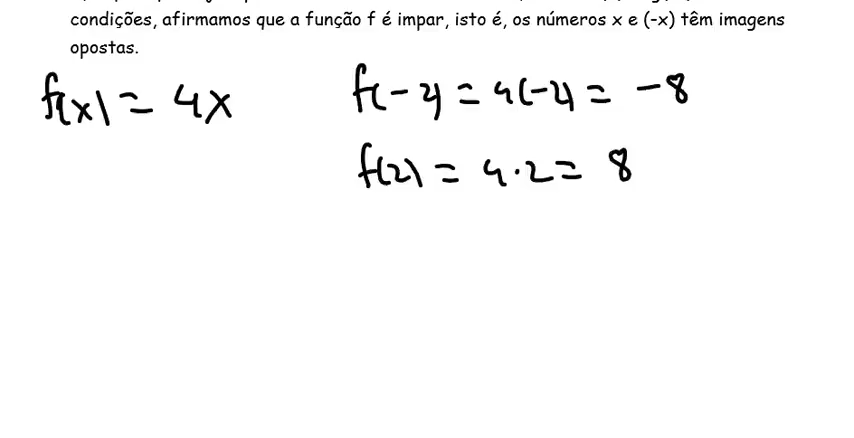 condições, afirmamos que a função f é impar, isto é, os números x e (-x) têm imagens
opostas.
f(x) = 4x
f(-2) = 4(-2) = -8
f(2) = 4·2 = 8